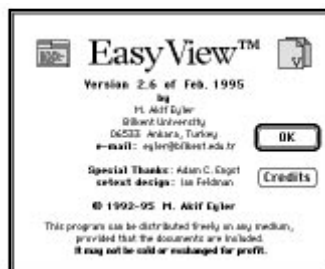 EasyView™
Version 2.6 of Feb. 1995
by
M. Akif Eyler
Bilkent University
06533 Ankara, Turkey
e-mail: eyler@bilkent.edu.tr
OK
Special Thanks: Adam C. Engst
setext design: Ian Feldman
Credits
© 1992-95 M. Akif Eyler
This program can be distributed freely on any medium,
provided that the documents are included.
It may not be sold or exchanged for profit.